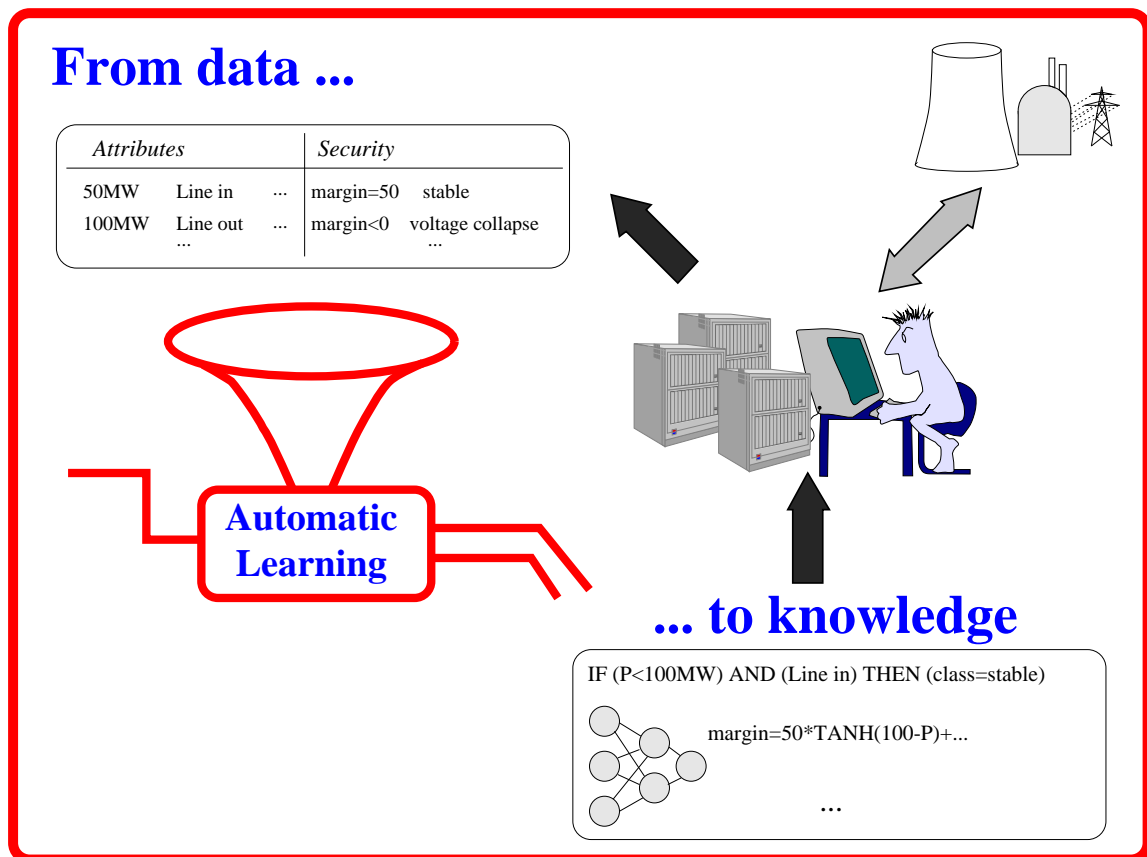 From data ...
Attributes Security
50MW Line in ... margin=50 stable
100MW Line out ... margin<0 voltage collapse
... ...
Automatic
Learning
... to knowledge
IF (P<100MW) AND (Line in) THEN (class=stable)
margin=50*TANH(100-P)+...
...